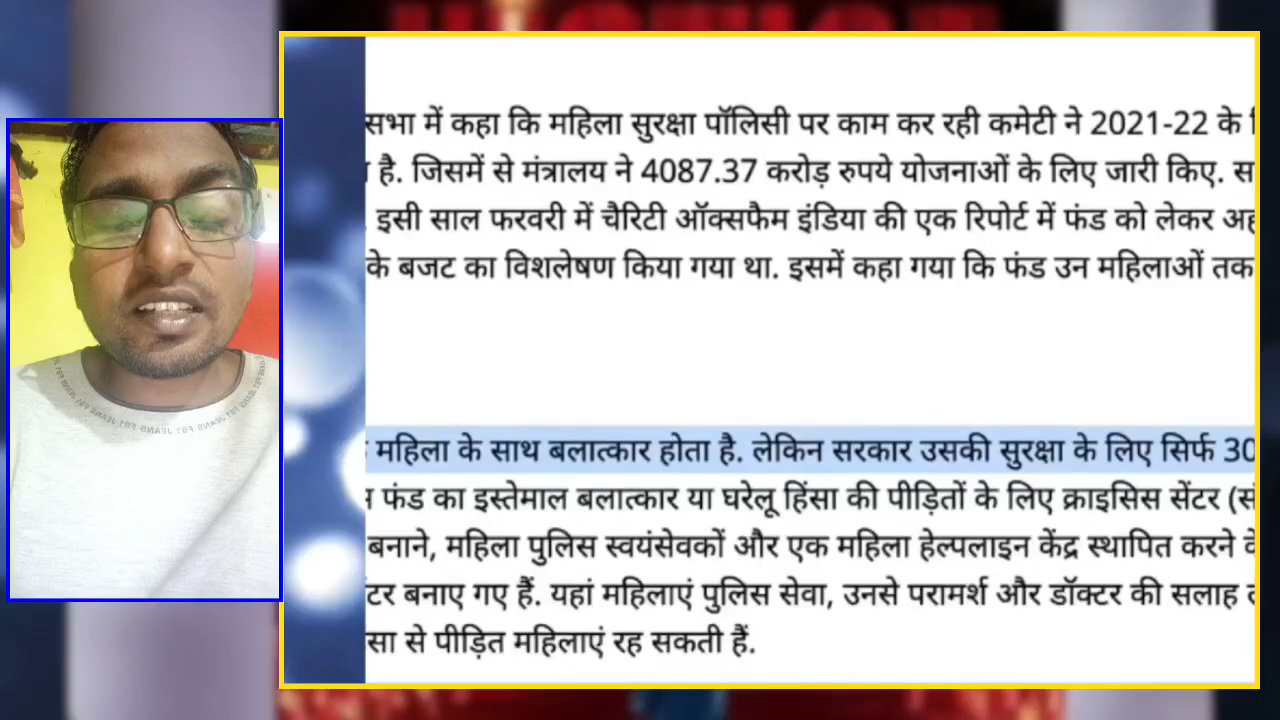 सभा में कहा कि महिला सुरक्षा पॉलिसी पर काम कर रही कमेटी ने 2021-22 के
है. जिसमें से मंत्रालय ने 4087.37 करोड़ रुपये योजनाओं के लिए जारी किए.
इसी साल फरवरी में चैरिटी ऑक्सफैम इंडिया की एक रिपोर्ट में फंड को लेकर
के बजट का विशलेषण किया गया था. इसमें कहा गया कि फंड उन महिलाओं तक
महिला के साथ बलात्कार होता है. लेकिन सरकार उसकी सुरक्षा के लिए सिर्फ 30
फंड का इस्तेमाल बलात्कार या घरेलू हिंसा की पीड़ितों के लिए क्राइसिस सेंटर
बनाने, महिला पुलिस स्वयंसेवकों और एक महिला हेल्पलाइन केंद्र स्थापित करने
टर बनाए गए हैं. यहां महिलाएं पुलिस सेवा, उनसे परामर्श और डॉक्टर की सलाह
सा से पीड़ित महिलाएं रह सकती हैं.